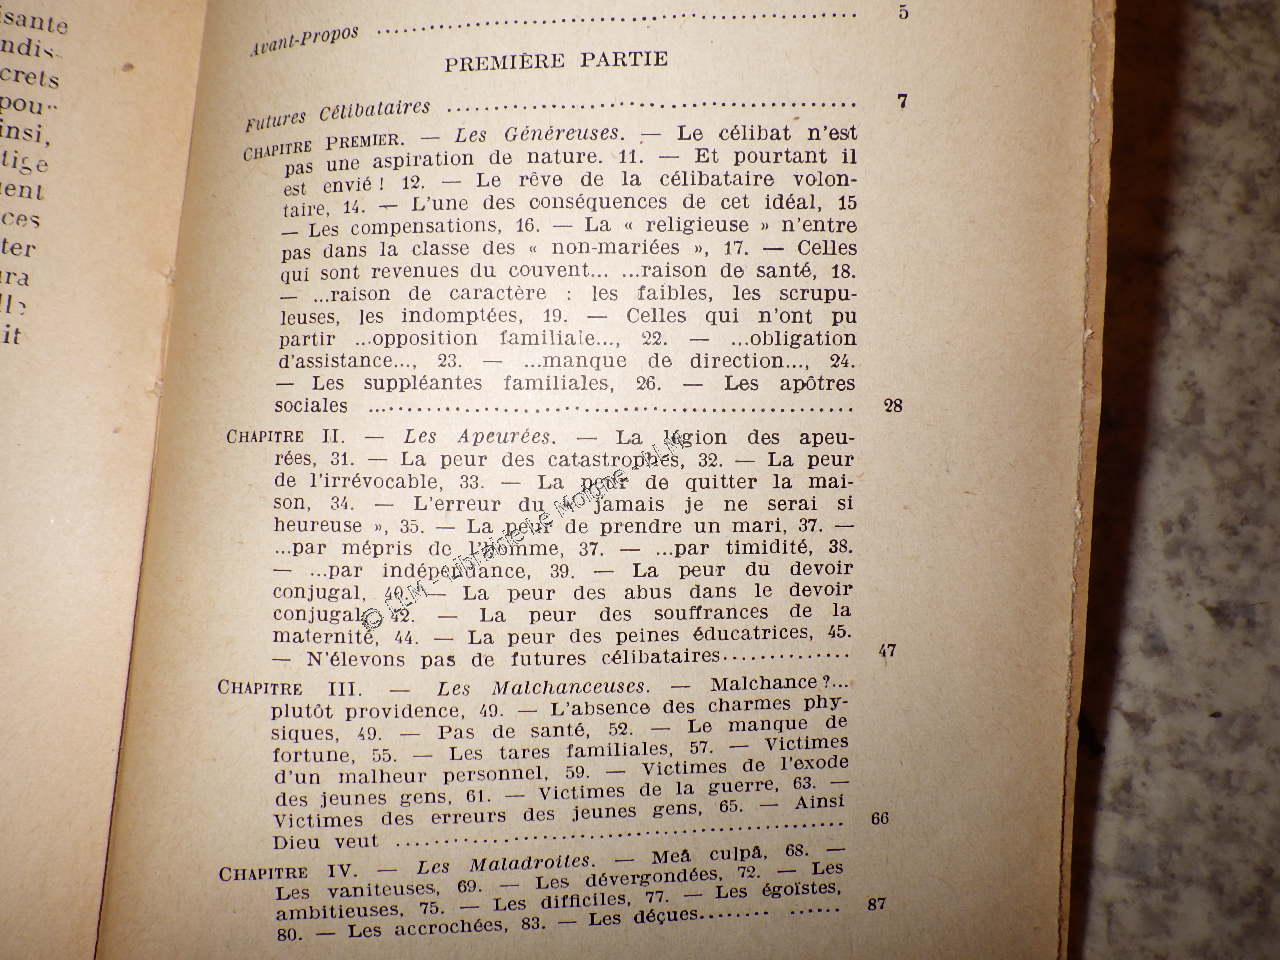 isante
ndis-
crets
pou-
insi,
tige
ient
ces
ter
ura
lle
it
Avant-Propos ........................................ 5
PREMIÈRE PARTIE
Futures Célibataires ........................................ 7
CHAPITRE PREMIER. — Les Généreuses. — Le célibat n'est
pas une aspiration de nature. 11. — Et pourtant il
est envié ! 12. — Le rêve de la célibataire volon-
taire, 14. — L'une des conséquences de cet idéal, 15
— Les compensations, 16. — La « religieuse » n'entre
pas dans la classe des « non-mariées », 17. — Celles
qui sont revenues du couvent... ...raison de santé, 18.
— ...raison de caractère : les faibles, les scrupu-
leuses, les indomptées, 19. — Celles qui n'ont pu
partir ...opposition familiale..., 22. — ...obligation
d'assistance..., 23. — ...manque de direction..., 24.
— Les suppléantes familiales, 26. — Les apôtres
sociales ........................................ 28
CHAPITRE II. — Les Apeurées. — La légion des apeu-
rées, 31. — La peur des catastrophes, 32. — La peur
de l'irrévocable, 33. — La peur de quitter la mai-
son, 34. — L'erreur du « jamais je ne serai si
heureuse », 35. — La peur de prendre un mari, 37. —
...par mépris de l'homme, 37. — ...par timidité, 38.
— ...par indépendance, 39. — La peur du devoir
conjugal, 40. — La peur des abus dans le devoir
conjugal, 42. — La peur des souffrances de la
maternité, 44. — La peur des peines éducatrices, 45.
— N'élevons pas de futures célibataires.............. 47
CHAPITRE III. — Les Malchanceuses. — Malchance ?...
plutôt providence, 49. — L'absence des charmes phy-
siques, 49. — Pas de santé, 52. — Le manque de
fortune, 55. — Les tares familiales, 57. — Victimes
d'un malheur personnel, 59. — Victimes de l'exode
des jeunes gens, 61. — Victimes de la guerre, 63. —
Victimes des erreurs des jeunes gens, 65. — Ainsi
Dieu veut ........................................ 66
CHAPITRE IV. — Les Maladroites. — Meâ culpâ, 68. —
Les vaniteuses, 69. — Les dévergondées, 72. — Les
ambitieuses, 75. — Les difficiles, 77. — Les égoïstes,
80. — Les accrochées, 83. — Les déçues........ ...... 87
© LLM - Librairie Le Moigne - LLM